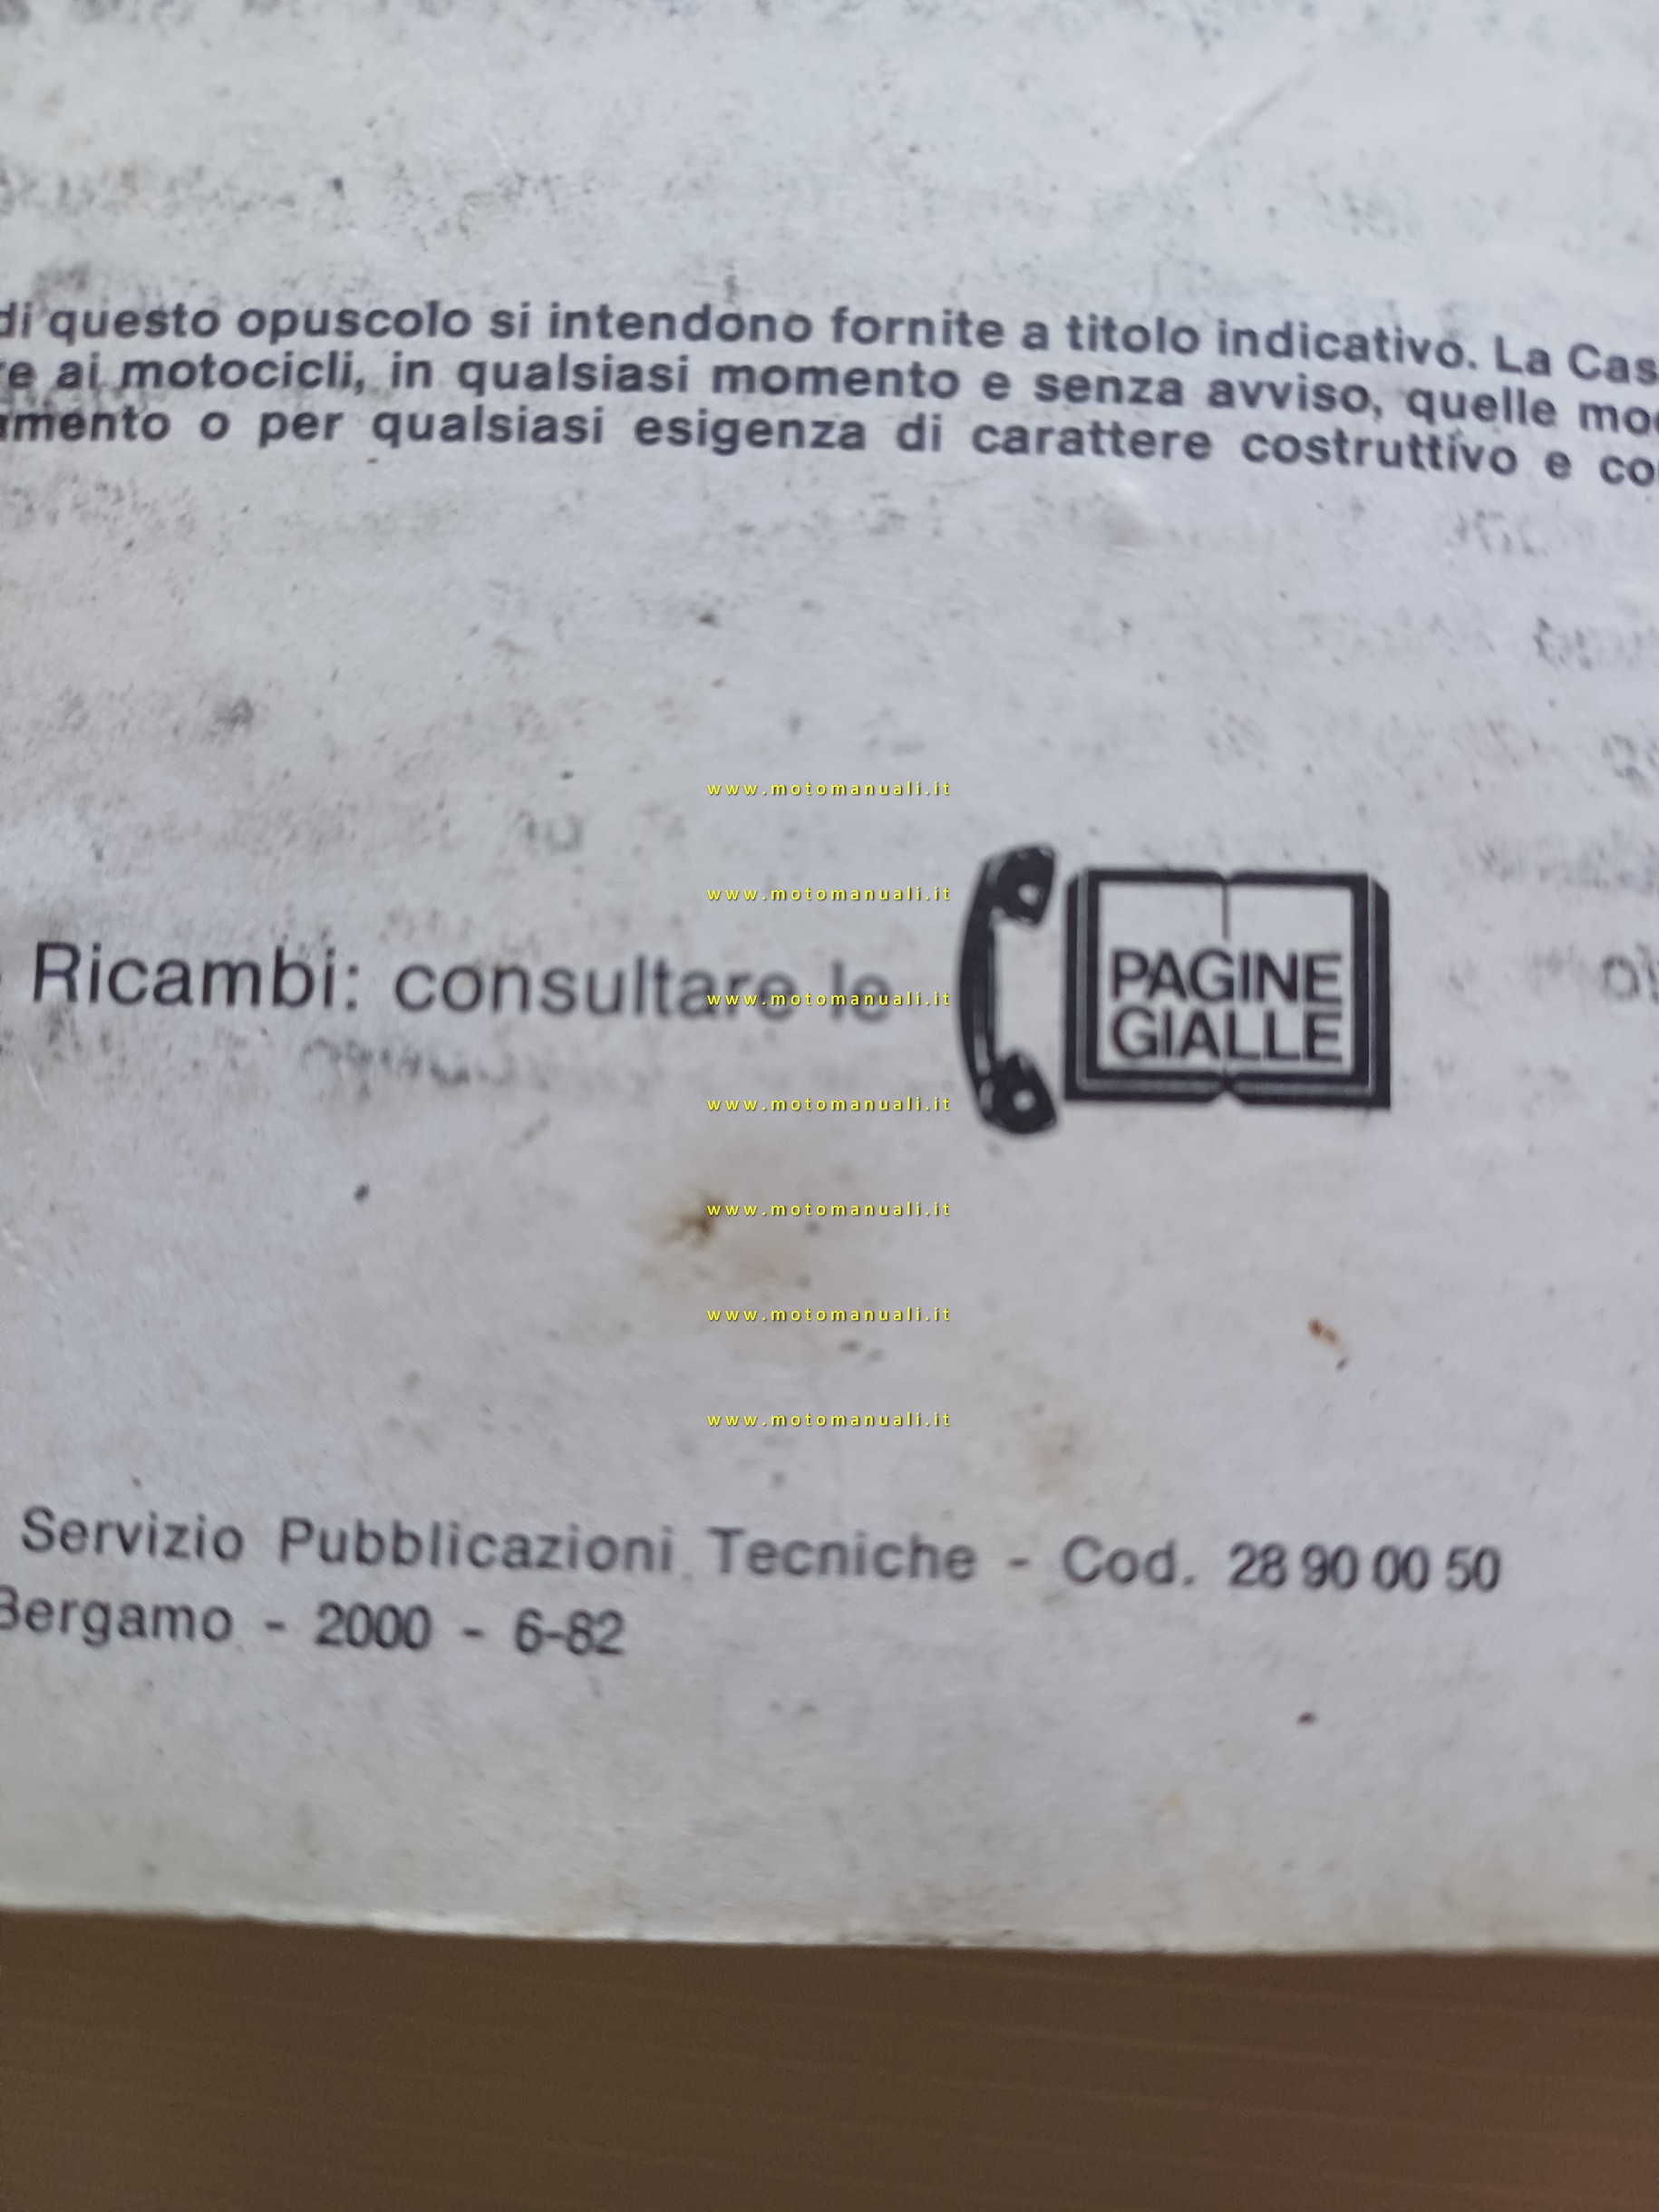 di questo opuscolo si intendono fornite a titolo indicativo. La Cas
re ai motocicli, in qualsiasi momento e senza avviso, quelle mod
amento o per qualsiasi esigenza di carattere costruttivo e co
www.motomanuali.it
www.motomanuali.it
Ricambi: consultare le
PAGINE
GIALLE
www.motomanuali.it
www.motomanuali.it
www.motomanuali.it
www.motomanuali.it
www.motomanuali.it
Servizio Pubblicazioni Tecniche - Cod. 28 90 00 50
Bergamo - 2000 - 6-82